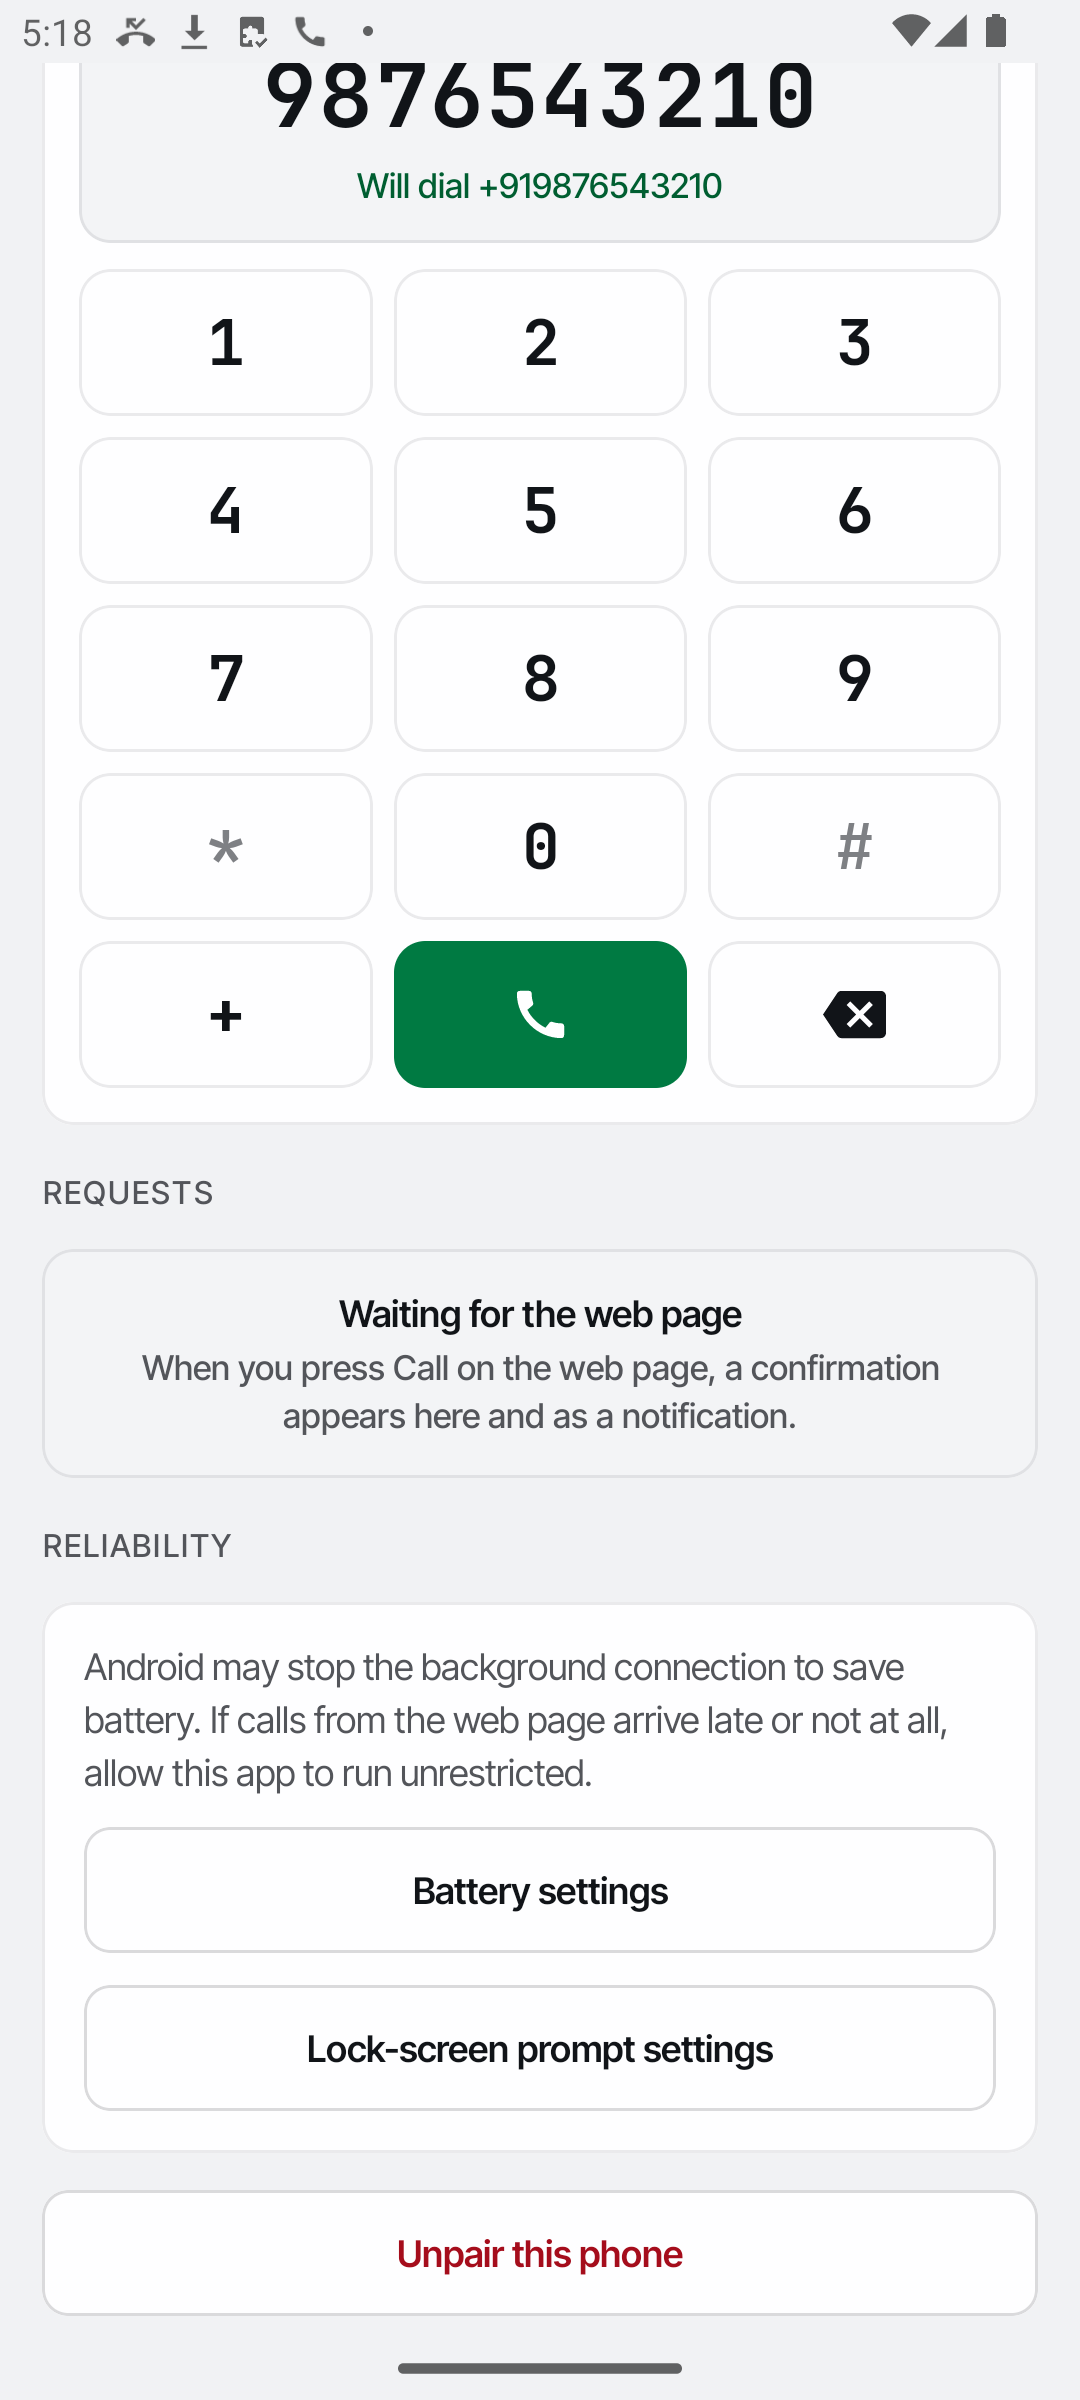 5:18
9876543210
Will dial +919876543210
1 2 3
4 5 6
7 8 9
* 0 #
+
REQUESTS
Waiting for the web page
When you press Call on the web page, a confirmation
appears here and as a notification.
RELIABILITY
Android may stop the background connection to save
battery. If calls from the web page arrive late or not at all,
allow this app to run unrestricted.
Battery settings
Lock-screen prompt settings
Unpair this phone